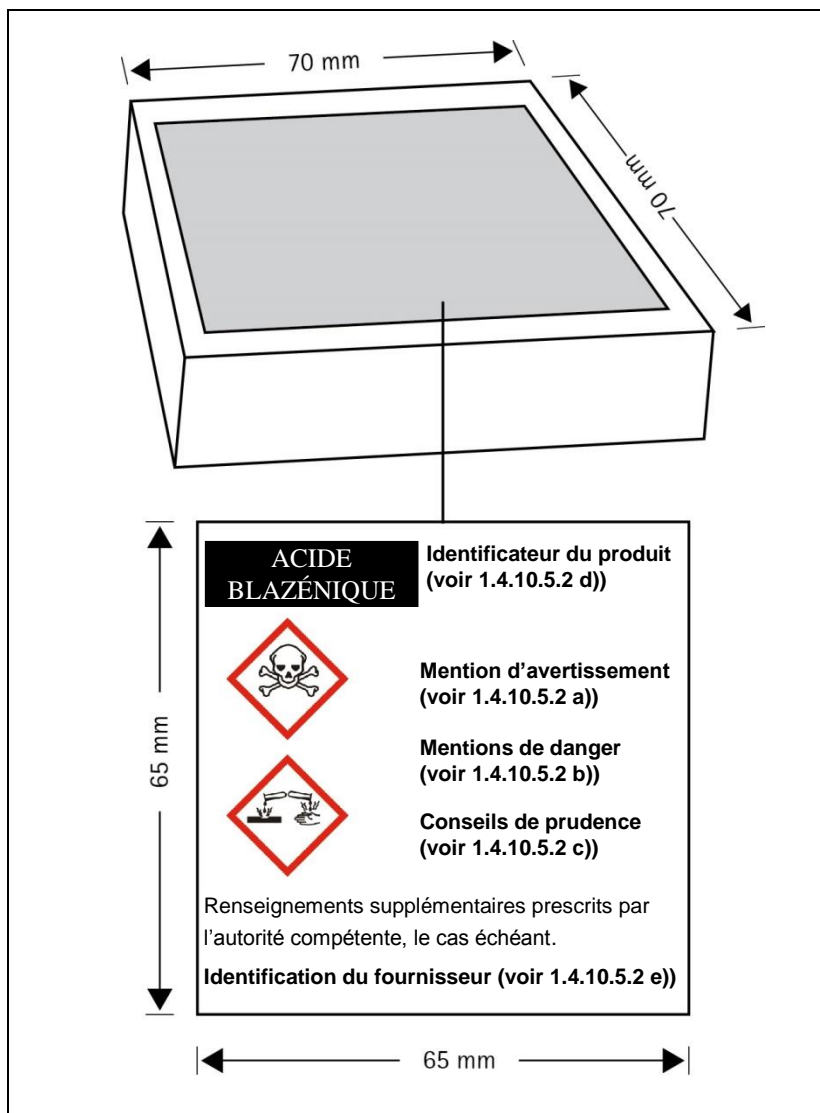 70 mm
70 mm
ACIDE
BLAZÉNIQUE
Identificateur du produit
(voir 1.4.10.5.2 d))
Mention d’avertissement
(voir 1.4.10.5.2 a))
Mentions de danger
(voir 1.4.10.5.2 b))
Conseils de prudence
(voir 1.4.10.5.2 c))
Renseignements supplémentaires prescrits par
l’autorité compétente, le cas échéant.
Identification du fournisseur (voir 1.4.10.5.2 e))
65 mm
65 mm